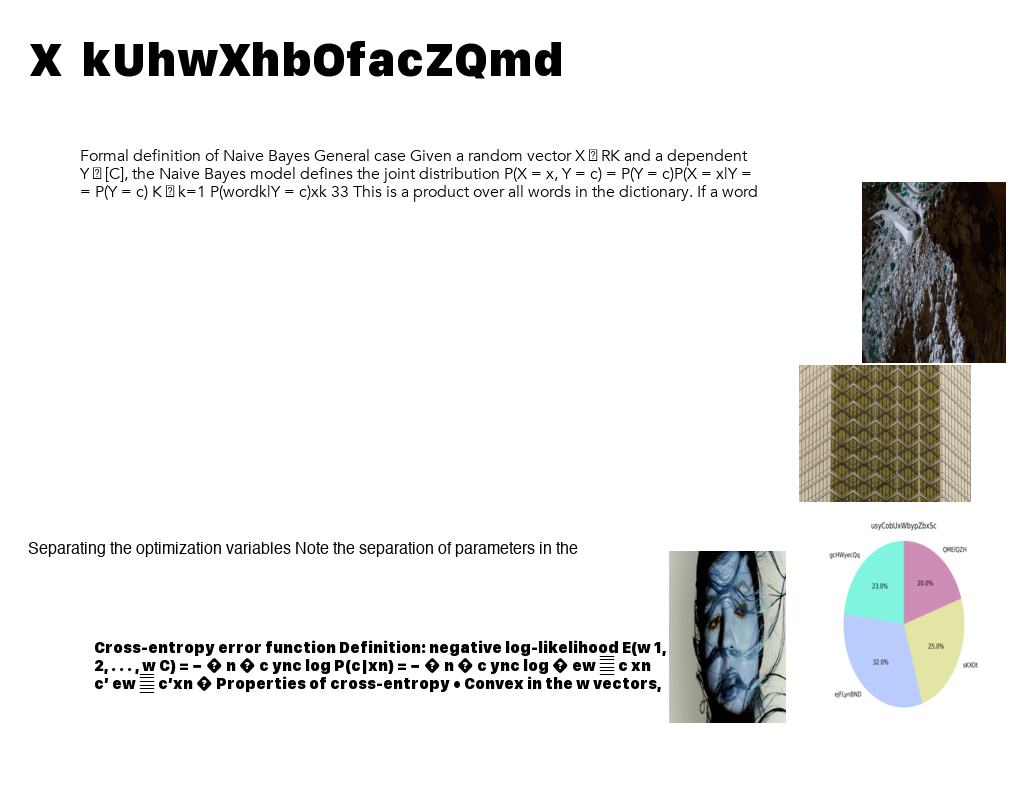 X kUhwXhbOfacZQmd
Formal definition of Naive Bayes General case Given a random vector X � RK and a dependent
Y � [C], the Naive Bayes model defines the joint distribution P(X = x, Y = c) = P(Y = c)P(X = x|Y =
= P(Y = c) K � k=1 P(wordk|Y = c)xk 33 This is a product over all words in the dictionary. If a word
Separating the optimization variables Note the separation of parameters in the
Cross-entropy error function Definition: negative log-likelihood E(w 1,
2, . . . , w C) = − � n � c ync log P(c|xn) = − � n � c ync log � ew 𝄚 c xn
c′ ew 𝄚 c′xn � Properties of cross-entropy • Convex in the w vectors,
usyCobUxWbypZbxSc
gcHWyecQq
QMEIQZH
23.0%
20.0%
25.0%
32.0%
sKXOt
ejFLynBND